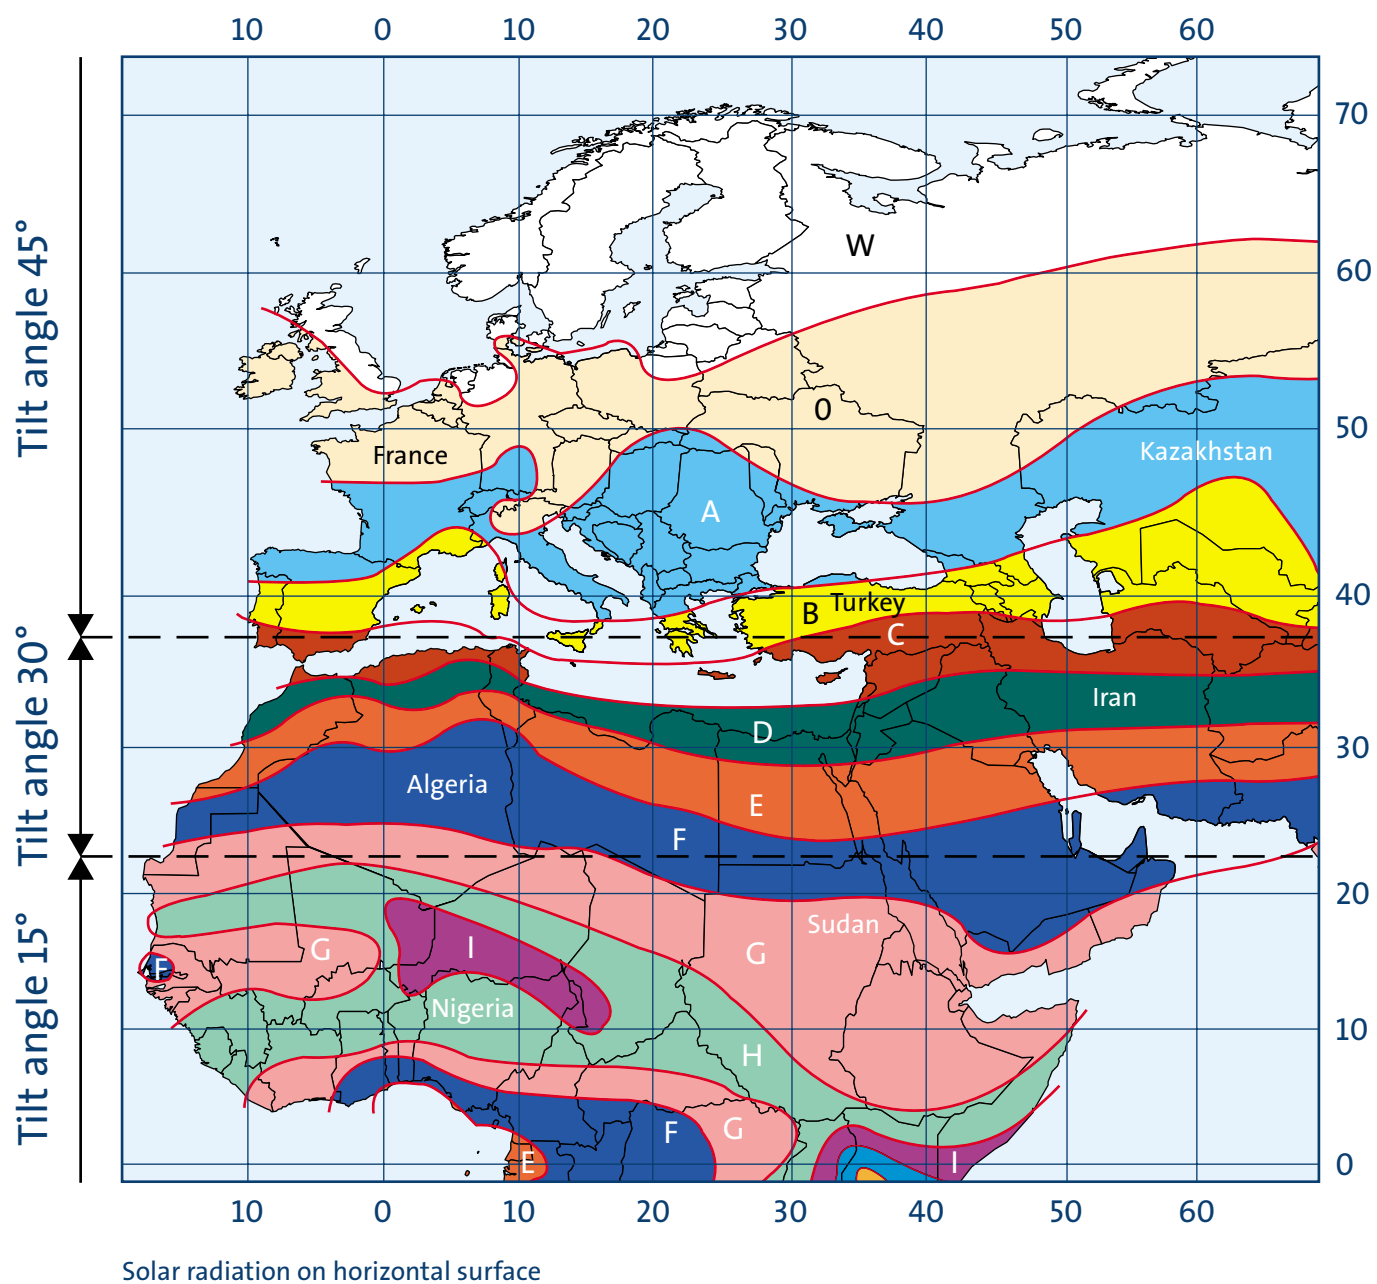 10 0 10 20 30 40 50 60
70
W
60
0
50
France
Kazakhstan
A
40
B Turkey
C
Iran
D
30
Algeria
E
F
20
Sudan
G I G
F
Nigeria
10
H
F G
E I
0
10 0 10 20 30 40 50 60
Tilt angle 45°
Tilt angle 30°
Tilt angle 15°
Solar radiation on horizontal surface